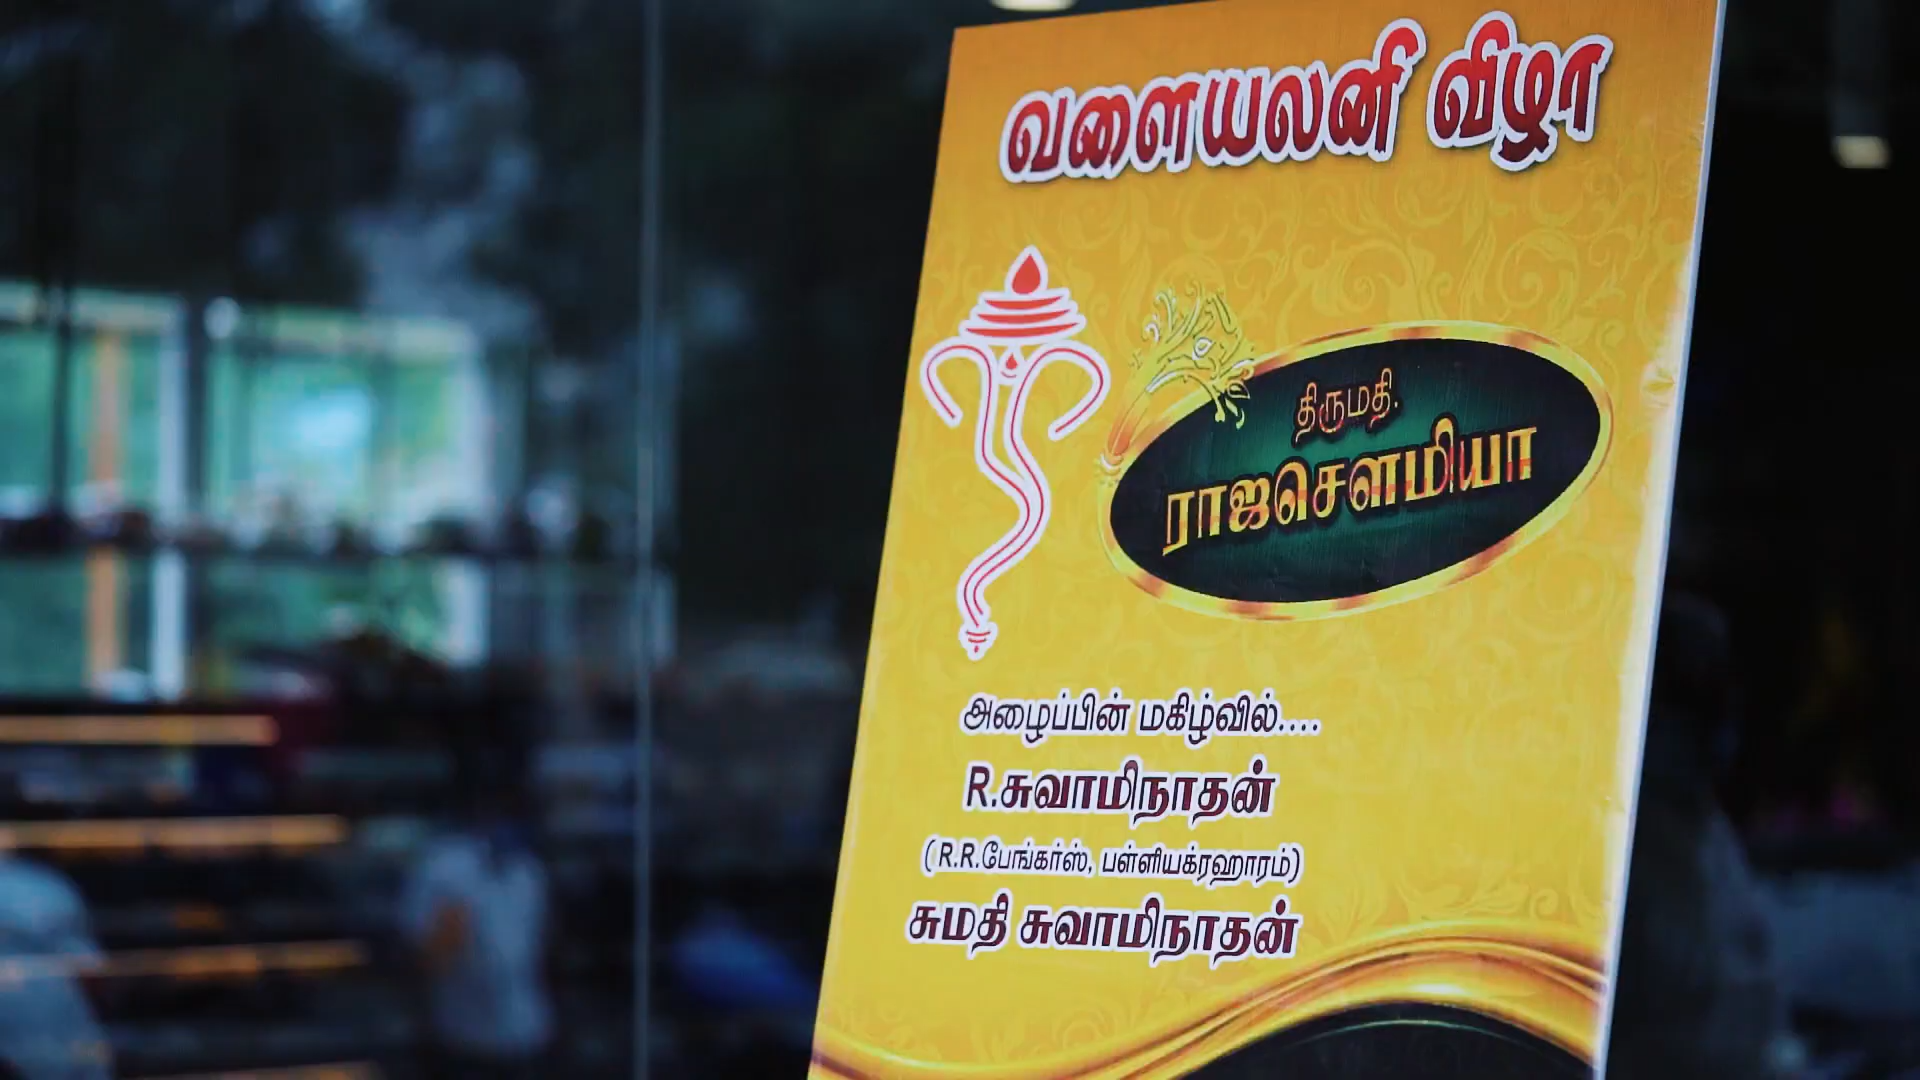 வளையலனி விழா
திருமதி.
ராஜசௌமியா
அழைப்பின் மகிழ்வில்....
R.சுவாமிநாதன்
(R.R.பேங்கர்ஸ், பள்ளியக்ரஹாரம்)
சுமதி சுவாமிநாதன்